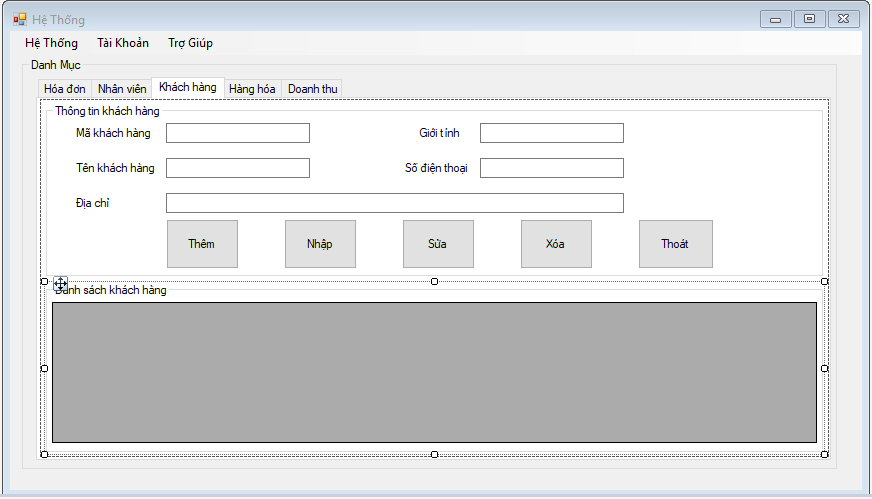 Hệ Thống
Hệ Thống Tài Khoản Trợ Giúp
Danh Mục
Hóa đơn Nhân viên Khách hàng Hàng hóa Doanh thu
Thông tin khách hàng
Mã khách hàng Giới tính
Tên khách hàng Số điện thoại
Địa chỉ
Thêm Nhập Sửa Xóa Thoát
Danh sách khách hàng